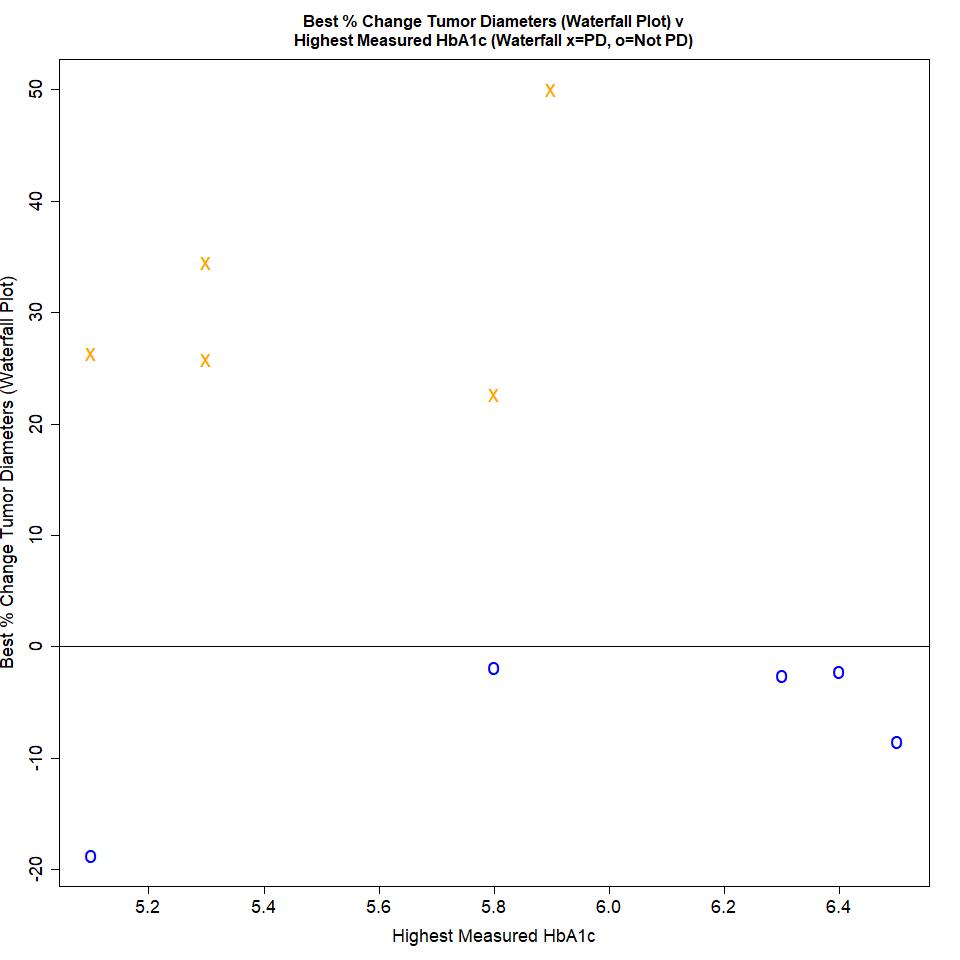 Best % Change Tumor Diameters (Waterfall Plot) v
Highest Measured HbA1c (Waterfall x=PD, o=Not PD)
Best % Change Tumor Diameters (Waterfall Plot)
50
40
30
20
10
0
-10
-20
X
X
X
X
X
O
O
O
O
O
5.2 5.4 5.6 5.8 6.0 6.2 6.4
Highest Measured HbA1c